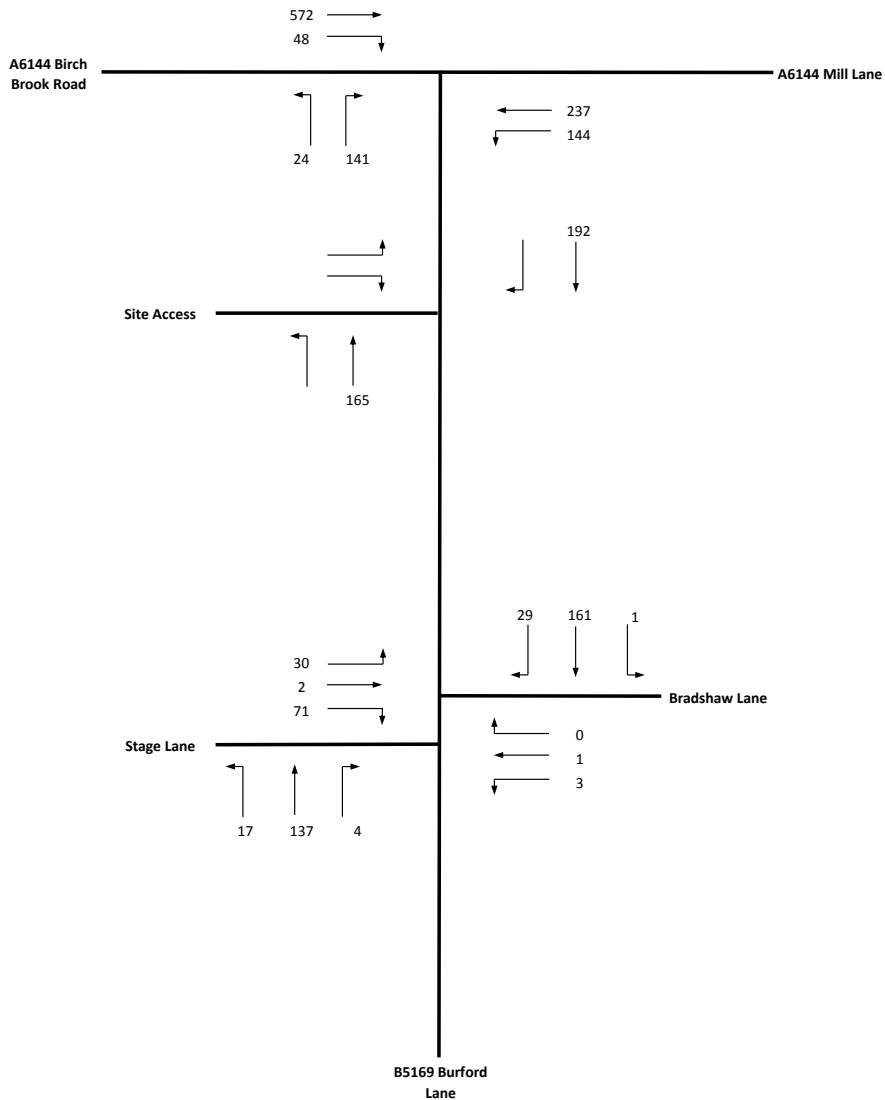 572
48
A6144 Birch
Brook Road
A6144 Mill Lane
237
144
24 141
192
Site Access
165
29 161 1
30
2
71
Bradshaw Lane
Stage Lane
0
1
3
17 137 4
B5169 Burford
Lane